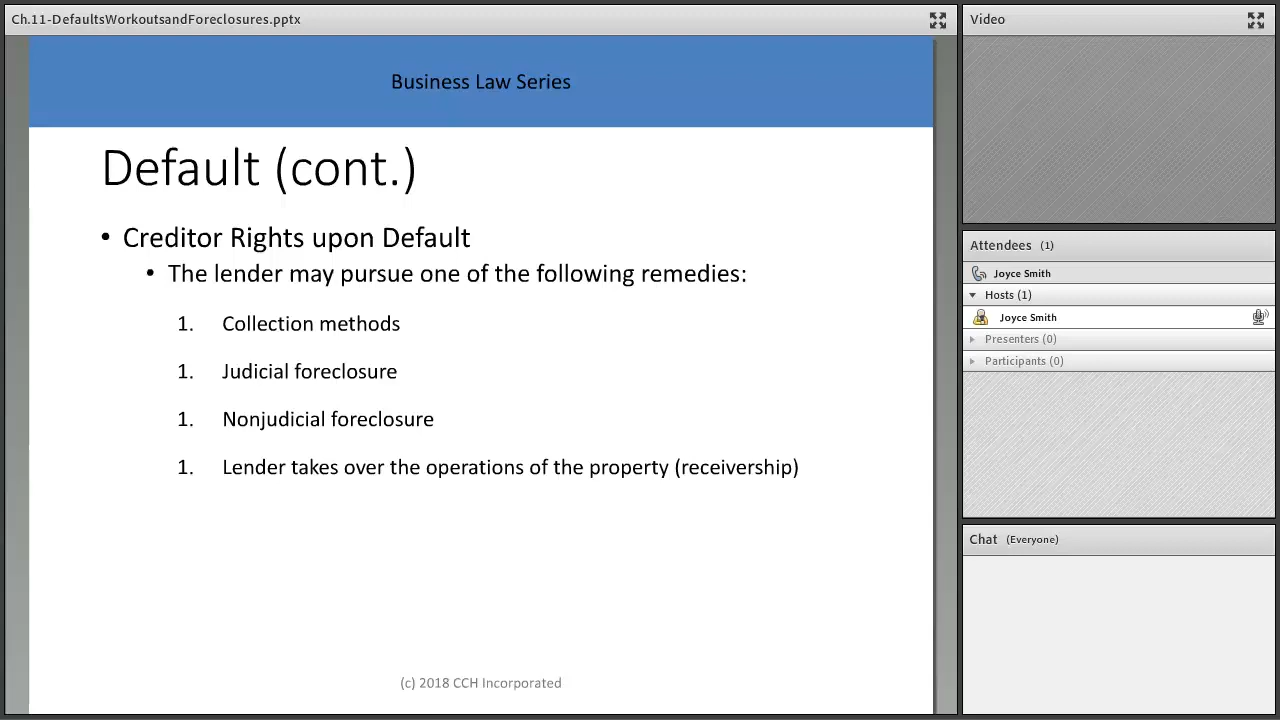 Ch.11-DefaultsWorkoutsandForeclosures.pptx
Business Law Series
Default (cont.)
• Creditor Rights upon Default
• The lender may pursue one of the following remedies:
1. Collection methods
1. Judicial foreclosure
1. Nonjudicial foreclosure
1. Lender takes over the operations of the property (receivership)
(c) 2018 CCH Incorporated
Video
Attendees (1)
Joyce Smith
Hosts (1)
Joyce Smith
Presenters (0)
Participants (0)
Chat (Everyone)